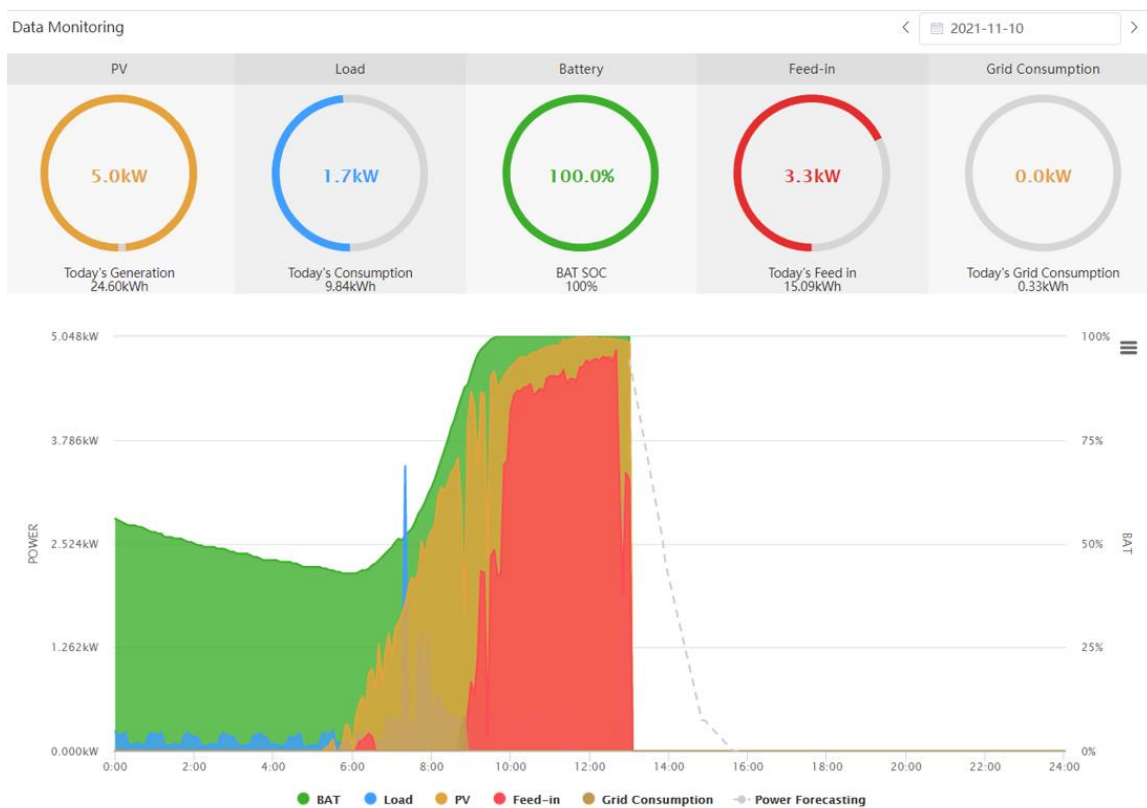 Data Monitoring
2021-11-10
PV
Load
Battery
Feed-in
Grid Consumption
5.0kW
1.7kW
100.0%
3.3kW
0.0kW
Today's Generation
24.60kWh
Today's Consumption
9.84kWh
BAT SOC
100%
Today's Feed in
15.09kWh
Today's Grid Consumption
0.33kWh
5.048kW
3.786kW
2.524kW
1.262kW
0.000kW
POWER
100%
75%
50%
25%
0%
BAT
0:00 2:00 4:00 6:00 8:00 10:00 12:00 14:00 16:00 18:00 20:00 22:00 24:00
BAT Load PV Feed-in Grid Consumption Power Forecasting